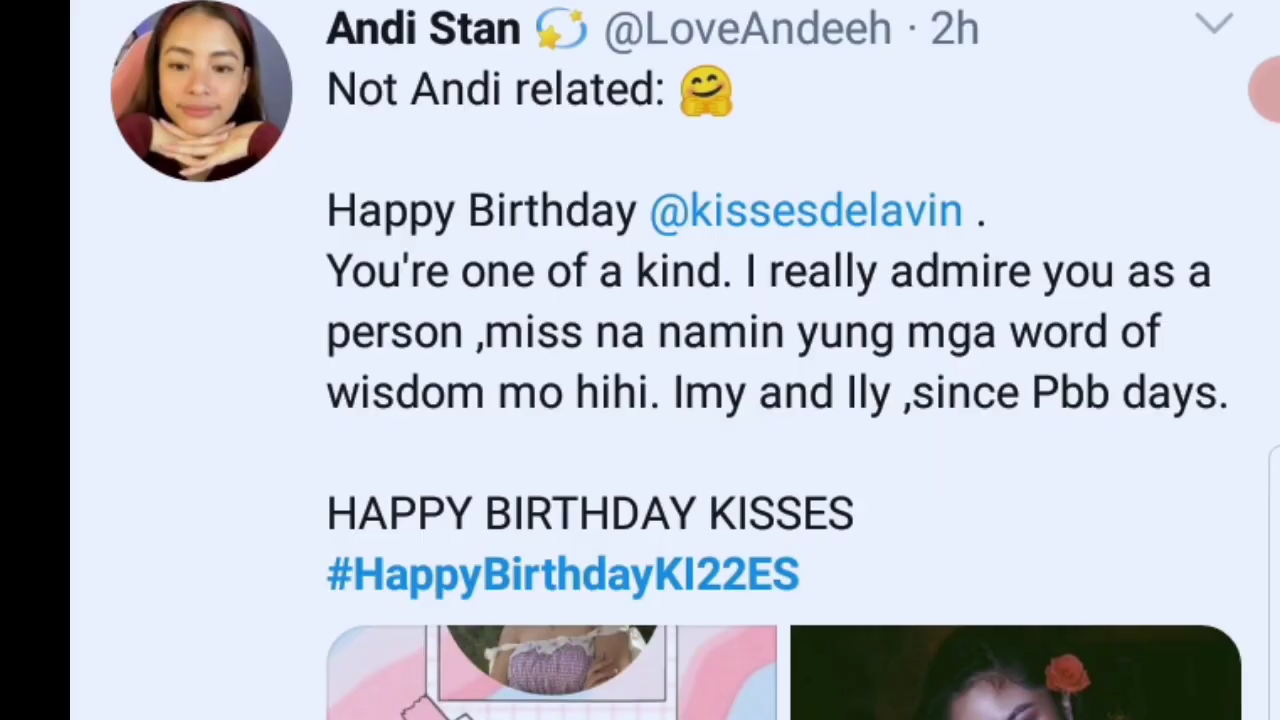 Andi Stan 💫 @LoveAndeeh · 2h
Not Andi related: 🤗
Happy Birthday @kissesdelavin .
You're one of a kind. I really admire you as a
person ,miss na namin yung mga word of
wisdom mo hihi. Imy and Ily ,since Pbb days.
HAPPY BIRTHDAY KISSES
#HappyBirthdayKI22ES